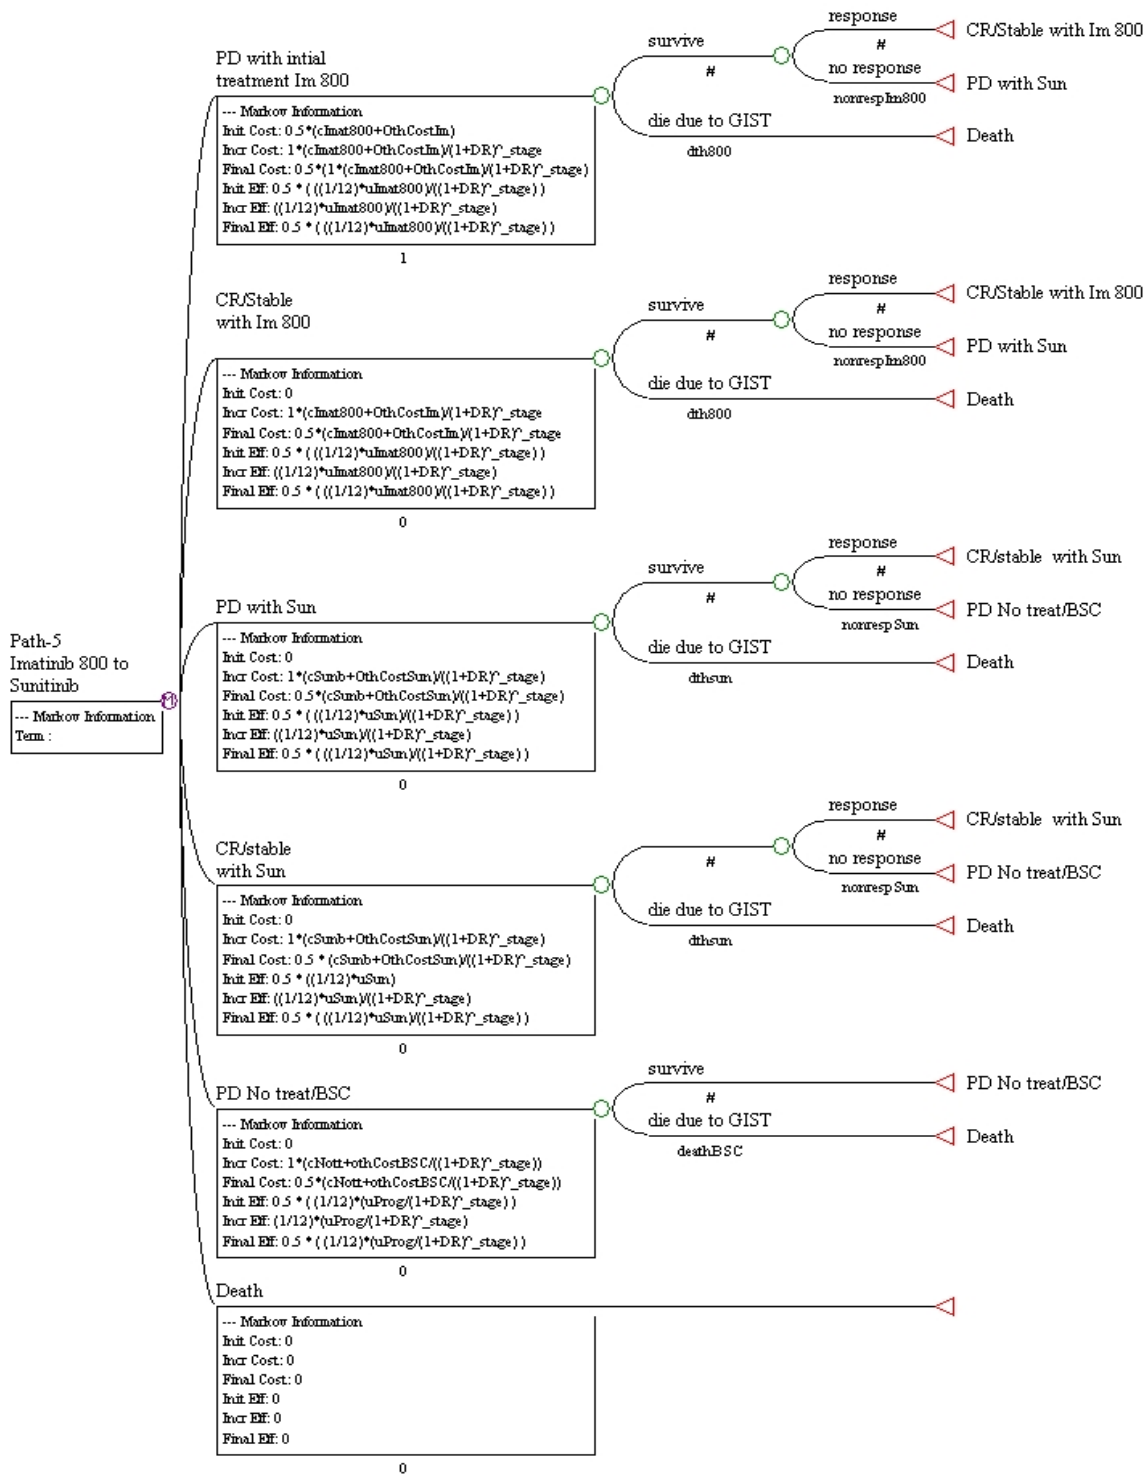 PD with intial
treatment Im 800
--- Markov Information
Init Cost: 0.5*(cImat800+OthCostIm)
Incr Cost: 1*(cImat800+OthCostIm)/(1+DR)^_stage
Final Cost: 0.5*(1*(cImat800+OthCostIm)/(1+DR)^_stage)
Init Eff: 0.5 * ( ((1/12)*uImat800)/((1+DR)^_stage) )
Incr Eff: ((1/12)*uImat800)/((1+DR)^_stage)
Final Eff: 0.5 * ( ((1/12)*uImat800)/((1+DR)^_stage) )
1
survive
#
response
#
CR/Stable with Im 800
no response
nonrespIm800
PD with Sun
die due to GIST
dth800
Death
CR/Stable
with Im 800
--- Markov Information
Init Cost: 0
Incr Cost: 1*(cImat800+OthCostIm)/(1+DR)^_stage
Final Cost: 0.5*(cImat800+OthCostIm)/(1+DR)^_stage
Init Eff: 0.5 * ( ((1/12)*uImat800)/((1+DR)^_stage) )
Incr Eff: ((1/12)*uImat800)/((1+DR)^_stage)
Final Eff: 0.5 * ( ((1/12)*uImat800)/((1+DR)^_stage) )
0
survive
#
response
#
CR/Stable with Im 800
no response
nonrespIm800
PD with Sun
die due to GIST
dth800
Death
Path-5
Imatinib 800 to
Sunitinib
--- Markov Information
Term :
M
PD with Sun
--- Markov Information
Init Cost: 0
Incr Cost: 1*(cSunb+OthCostSun)/((1+DR)^_stage)
Final Cost: 0.5*(cSunb+OthCostSun)/((1+DR)^_stage)
Init Eff: 0.5 * ( ((1/12)*uSun)/((1+DR)^_stage) )
Incr Eff: ((1/12)*uSun)/((1+DR)^_stage)
Final Eff: 0.5 * ( ((1/12)*uSun)/((1+DR)^_stage) )
0
survive
#
response
#
CR/stable with Sun
no response
nonrespSun
PD No treat/BSC
die due to GIST
dthsun
Death
CR/stable
with Sun
--- Markov Information
Init Cost: 0
Incr Cost: 1*(cSunb+OthCostSun)/((1+DR)^_stage)
Final Cost: 0.5 * (cSunb+OthCostSun)/((1+DR)^_stage)
Init Eff: 0.5 * ((1/12)*uSun)
Incr Eff: ((1/12)*uSun)/((1+DR)^_stage)
Final Eff: 0.5 * ( ((1/12)*uSun)/((1+DR)^_stage) )
0
#
response
#
CR/stable with Sun
no response
nonrespSun
PD No treat/BSC
die due to GIST
dthsun
Death
PD No treat/BSC
--- Markov Information
Init Cost: 0
Incr Cost: 1*(cNott+othCostBSC/((1+DR)^_stage))
Final Cost: 0.5*(cNott+othCostBSC/((1+DR)^_stage))
Init Eff: 0.5 * ( (1/12)*(uProg/(1+DR)^_stage) )
Incr Eff: (1/12)*(uProg/(1+DR)^_stage)
Final Eff: 0.5 * ( (1/12)*(uProg/(1+DR)^_stage) )
0
survive
#
PD No treat/BSC
die due to GIST
deathBSC
Death
Death
--- Markov Information
Init Cost: 0
Incr Cost: 0
Final Cost: 0
Init Eff: 0
Incr Eff: 0
Final Eff: 0
0